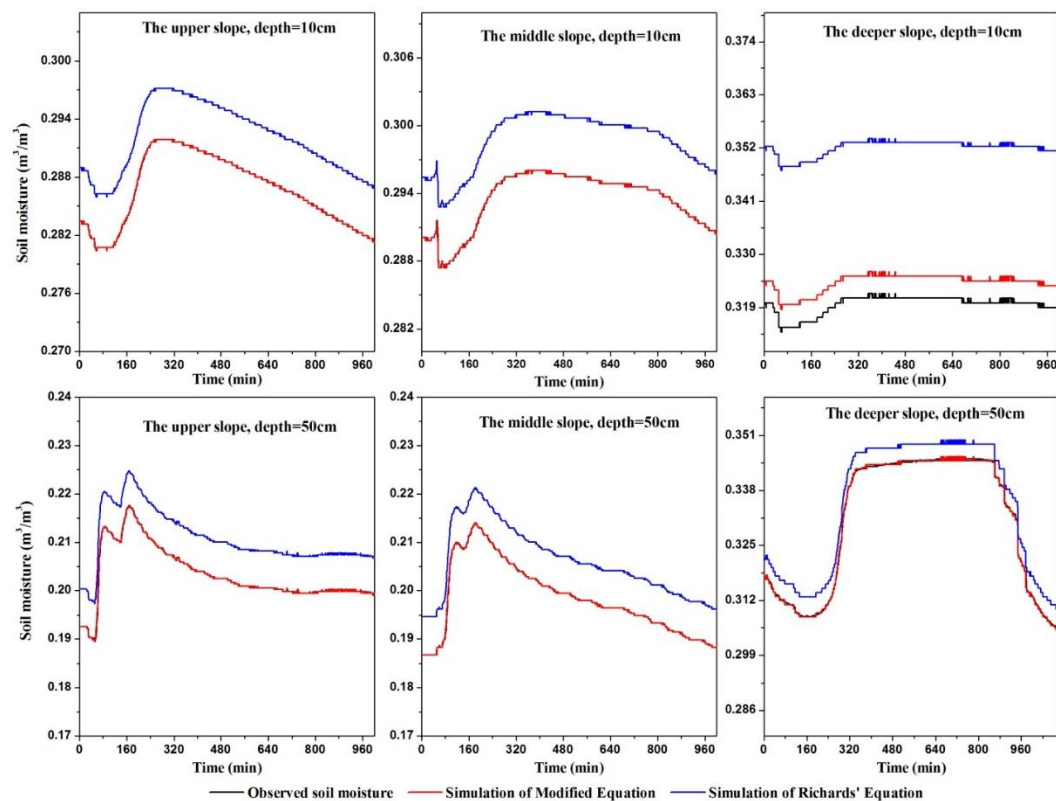 The upper slope, depth=10cm
0.300
0.294
0.288
0.282
0.276
0.270
Soil moisture (m³/m³)
0 160 320 480 640 800 960
Time (min)
The middle slope, depth=10cm
0.306
0.300
0.294
0.288
0.282
0 160 320 480 640 800 960
Time (min)
The deeper slope, depth=10cm
0.374
0.363
0.352
0.341
0.330
0.319
0 160 320 480 640 800 960
Time (min)
The upper slope, depth=50cm
0.24
0.23
0.22
0.21
0.20
0.19
0.18
0.17
Soil moisture (m³/m³)
0 160 320 480 640 800 960
Time (min)
The middle slope, depth=50cm
0.24
0.23
0.22
0.21
0.20
0.19
0.18
0.17
0 160 320 480 640 800 960
Time (min)
The deeper slope, depth=50cm
0.351
0.338
0.325
0.312
0.299
0.286
0 160 320 480 640 800 960
Time (min)
Observed soil moisture Simulation of Modified Equation Simulation of Richards' Equation